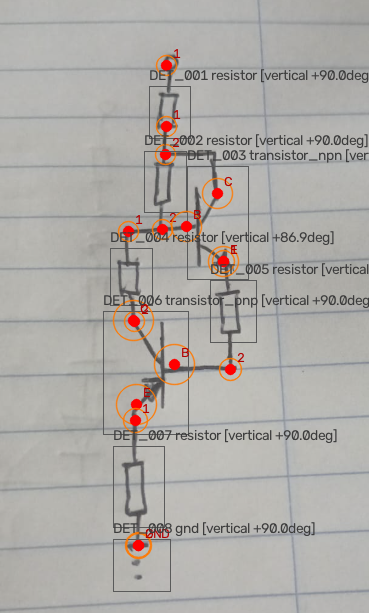 1
DET_001 resistor [vertical +90.0deg
1
DET_002 resistor [vertical +90.0deg
2
DET_003 transistor_npn [ver
C
1 2 B
DET_004 resistor [vertical +86.9deg]
E
DET_005 resistor [vertical
DET_006 transistor_pnp [vertical +90.0deg
B
2
E
1
DET_007 resistor [vertical +90.0deg]
DET_008 gnd [vertical +90.0deg]
GND